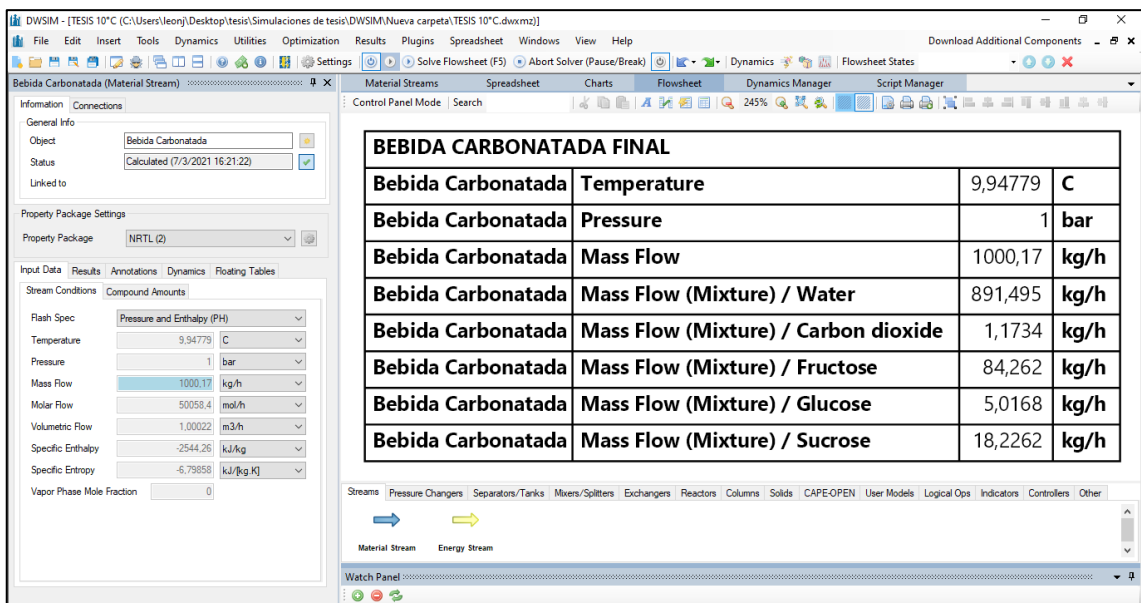 DWSIM - [TESIS 10°C (C:\Users\leonj\Desktop\tesis\Simulaciones de tesis\DWSIM\Nueva carpeta\TESIS 10°C.dwxmz)]
File Edit Insert Tools Dynamics Utilities Optimization Results Plugins Spreadsheet Windows View Help Download Additional Components
Settings Solve Flowsheet (F5) Abort Solver (Pause/Break) Dynamics Flowsheet States
Bebida Carbonatada (Material Stream)
Material Streams Spreadsheet Charts Flowsheet Dynamics Manager Script Manager
Information Connections
Control Panel Mode Search 245%
General Info
Object Bebida Carbonatada
Status Calculated (7/3/2021 16:21:22)
Linked to
Property Package Settings
Property Package NRTL (2)
Input Data Results Annotations Dynamics Floating Tables
Stream Conditions Compound Amounts
Flash Spec Pressure and Enthalpy (PH)
Temperature 9,94779 C
Pressure 1 bar
Mass Flow 1000,17 kg/h
Molar Flow 50058,4 mol/h
Volumetric Flow 1,00022 m3/h
Specific Enthalpy -2544,26 kJ/kg
Specific Entropy -6,79858 kJ/[kg.K]
Vapor Phase Mole Fraction 0
BEBIDA CARBONATADA FINAL
Bebida Carbonatada Temperature 9,94779 C
Bebida Carbonatada Pressure 1 bar
Bebida Carbonatada Mass Flow 1000,17 kg/h
Bebida Carbonatada Mass Flow (Mixture) / Water 891,495 kg/h
Bebida Carbonatada Mass Flow (Mixture) / Carbon dioxide 1,1734 kg/h
Bebida Carbonatada Mass Flow (Mixture) / Fructose 84,262 kg/h
Bebida Carbonatada Mass Flow (Mixture) / Glucose 5,0168 kg/h
Bebida Carbonatada Mass Flow (Mixture) / Sucrose 18,2262 kg/h
Streams Pressure Changers Separators/Tanks Mixers/Splitters Exchangers Reactors Columns Solids CAPE-OPEN User Models Logical Ops Indicators Controllers Other
Material Stream Energy Stream
Watch Panel